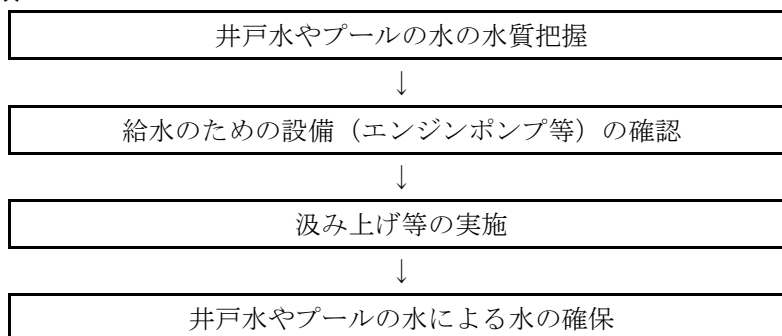 井戸水やプールの水の水質把握
↓
給水のための設備（エンジンポンプ等）の確認
↓
汲み上げ等の実施
↓
井戸水やプールの水による水の確保